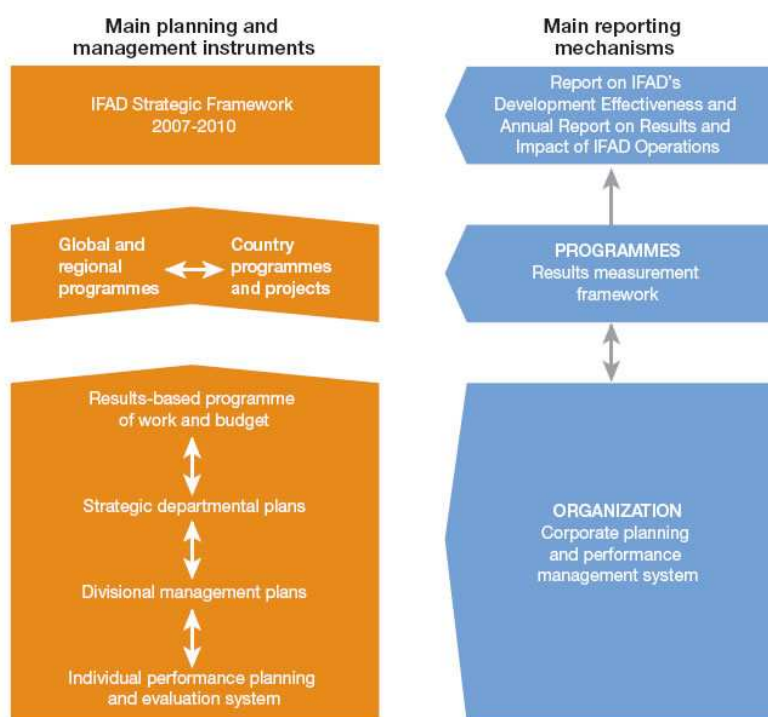 Main planning and
management instruments
IFAD Strategic Framework
2007-2010
Global and
regional
programmes
Country
programmes
and projects
Results-based programme
of work and budget
Strategic departmental plans
Divisional management plans
Individual performance planning
and evaluation system
Main reporting
mechanisms
Report on IFAD's
Development Effectiveness and
Annual Report on Results and
Impact of IFAD Operations
PROGRAMMES
Results measurement
framework
ORGANIZATION
Corporate planning
and performance
management system